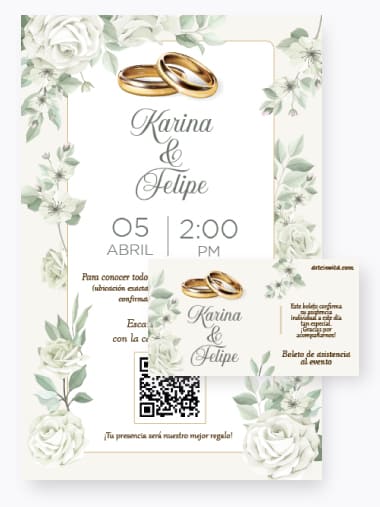 Karina
&
Felipe
05
ABRIL
2:00
PM
Para conocer todo
(ubicación exacta
confirma
Esca
con la c
¡Tu presencia será nuestro mejor regalo!
arteinvita.com
Karina
&
Felipe
Este boleto confirma
su asistencia
individual a este día
tan especial.
¡Gracias por
acompañarnos!
Boleto de asistencia
al evento